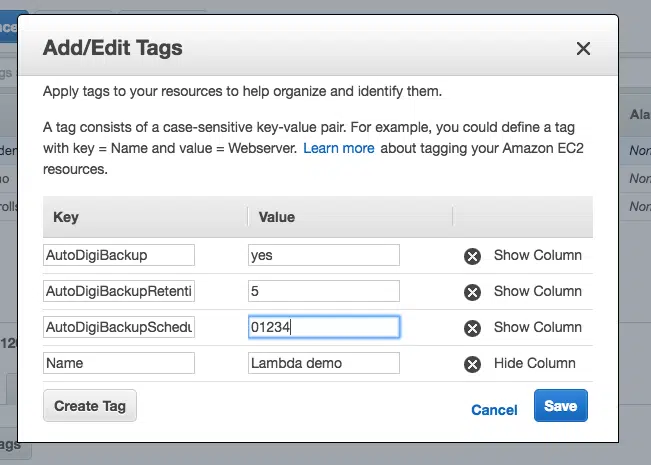 Add/Edit Tags
Apply tags to your resources to help organize and identify them.
A tag consists of a case-sensitive key-value pair. For example, you could define a tag
with key = Name and value = Webserver. Learn more about tagging your Amazon EC2
resources.
Key Value
AutoDigiBackup yes Show Column
AutoDigiBackupRetenti 5 Show Column
AutoDigiBackupSchedu 01234 Show Column
Name Lambda demo Hide Column
Create Tag Cancel Save